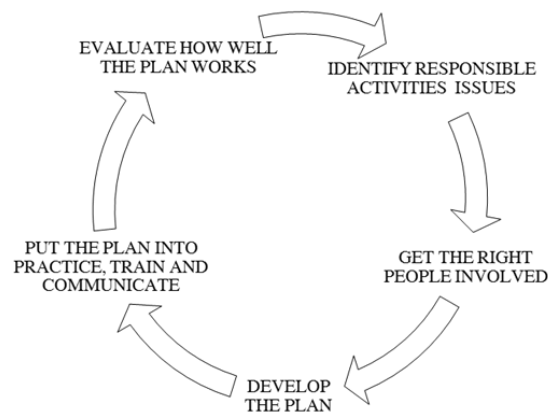 EVALUATE HOW WELL
THE PLAN WORKS
IDENTIFY RESPONSIBLE
ACTIVITIES ISSUES
GET THE RIGHT
PEOPLE INVOLVED
DEVELOP
THE PLAN
PUT THE PLAN INTO
PRACTICE, TRAIN AND
COMMUNICATE